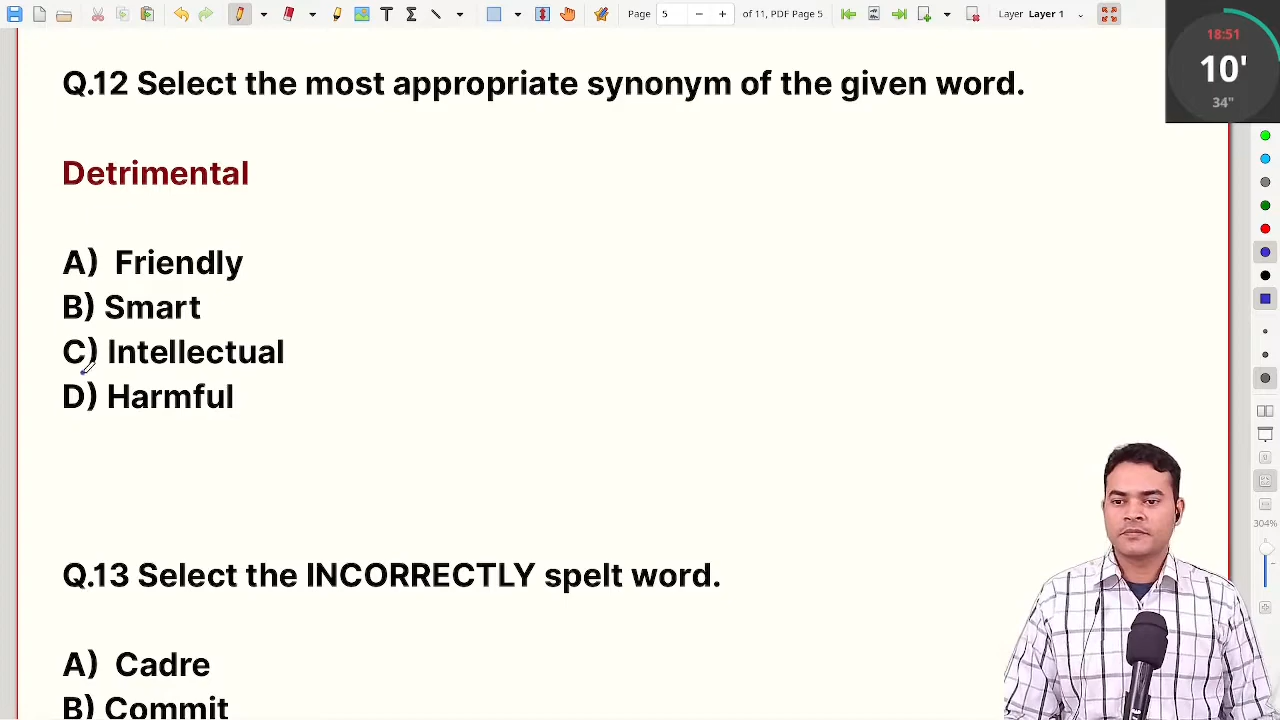 Page 5 of 11, PDF Page 5 Layer Layer 1
18:51
10'
34"
Q.12 Select the most appropriate synonym of the given word.
Detrimental
A) Friendly
B) Smart
C) Intellectual
D) Harmful
304%
Q.13 Select the INCORRECTLY spelt word.
A) Cadre
B) Commit